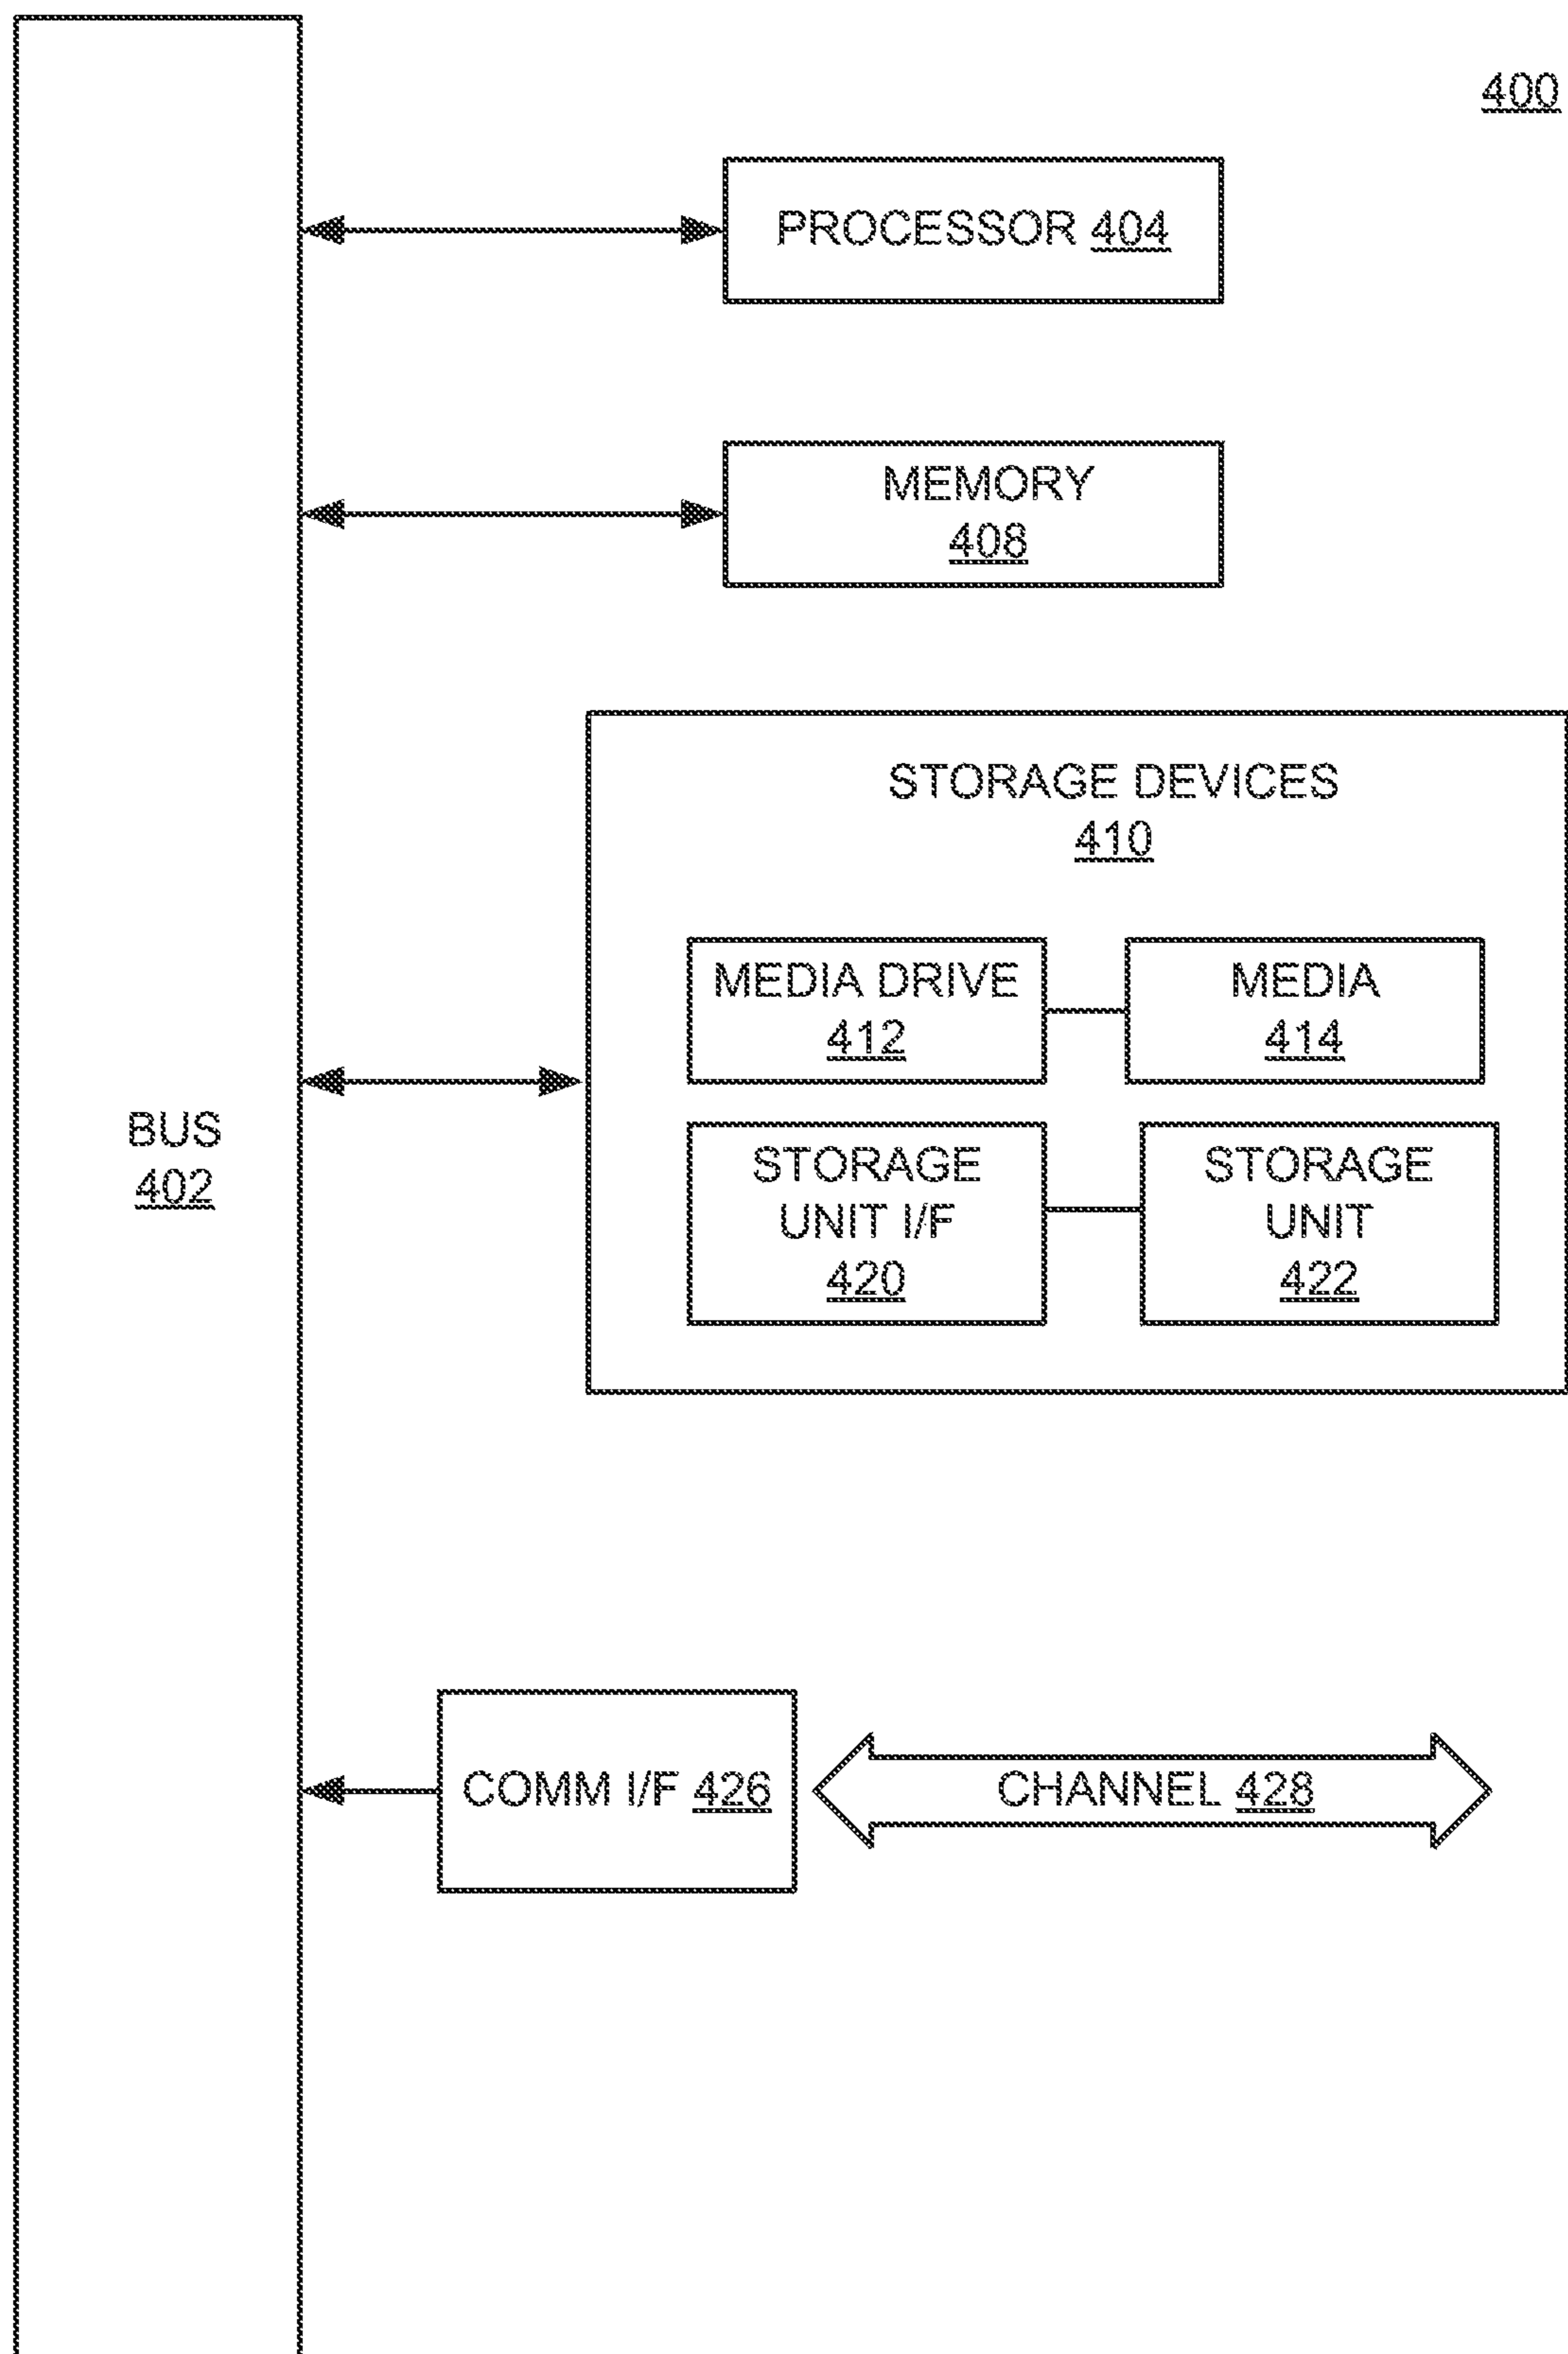 400
PROCESSOR 404
MEMORY
408
STORAGE DEVICES
410
MEDIA DRIVE
412
MEDIA
414
BUS
402
STORAGE
UNIT I/F
420
STORAGE
UNIT
422
COMM I/F 426
CHANNEL 428